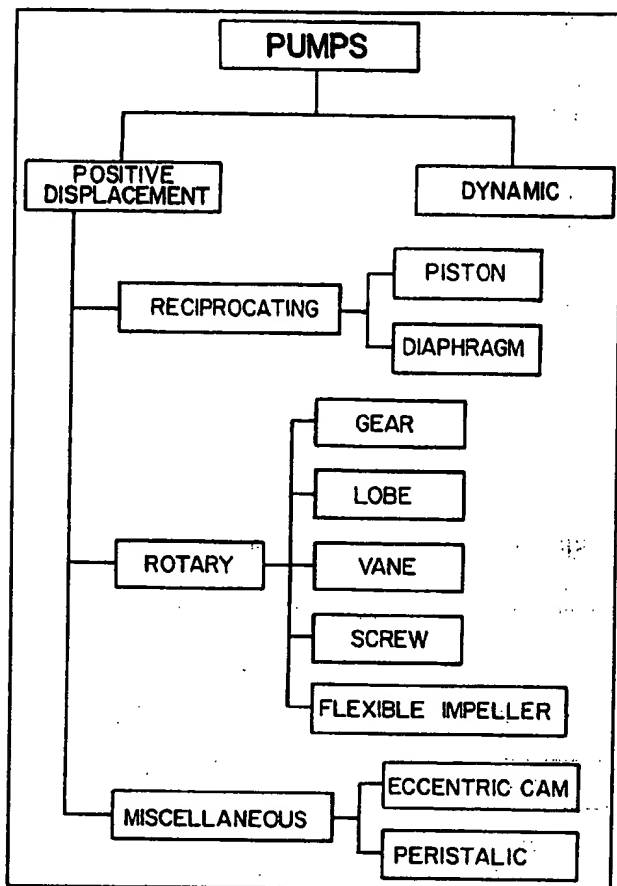 PUMPS
POSITIVE
DISPLACEMENT
DYNAMIC
RECIPROCATING
PISTON
DIAPHRAGM
GEAR
LOBE
ROTARY
VANE
SCREW
FLEXIBLE IMPELLER
MISCELLANEOUS
ECCENTRIC CAM
PERISTALIC